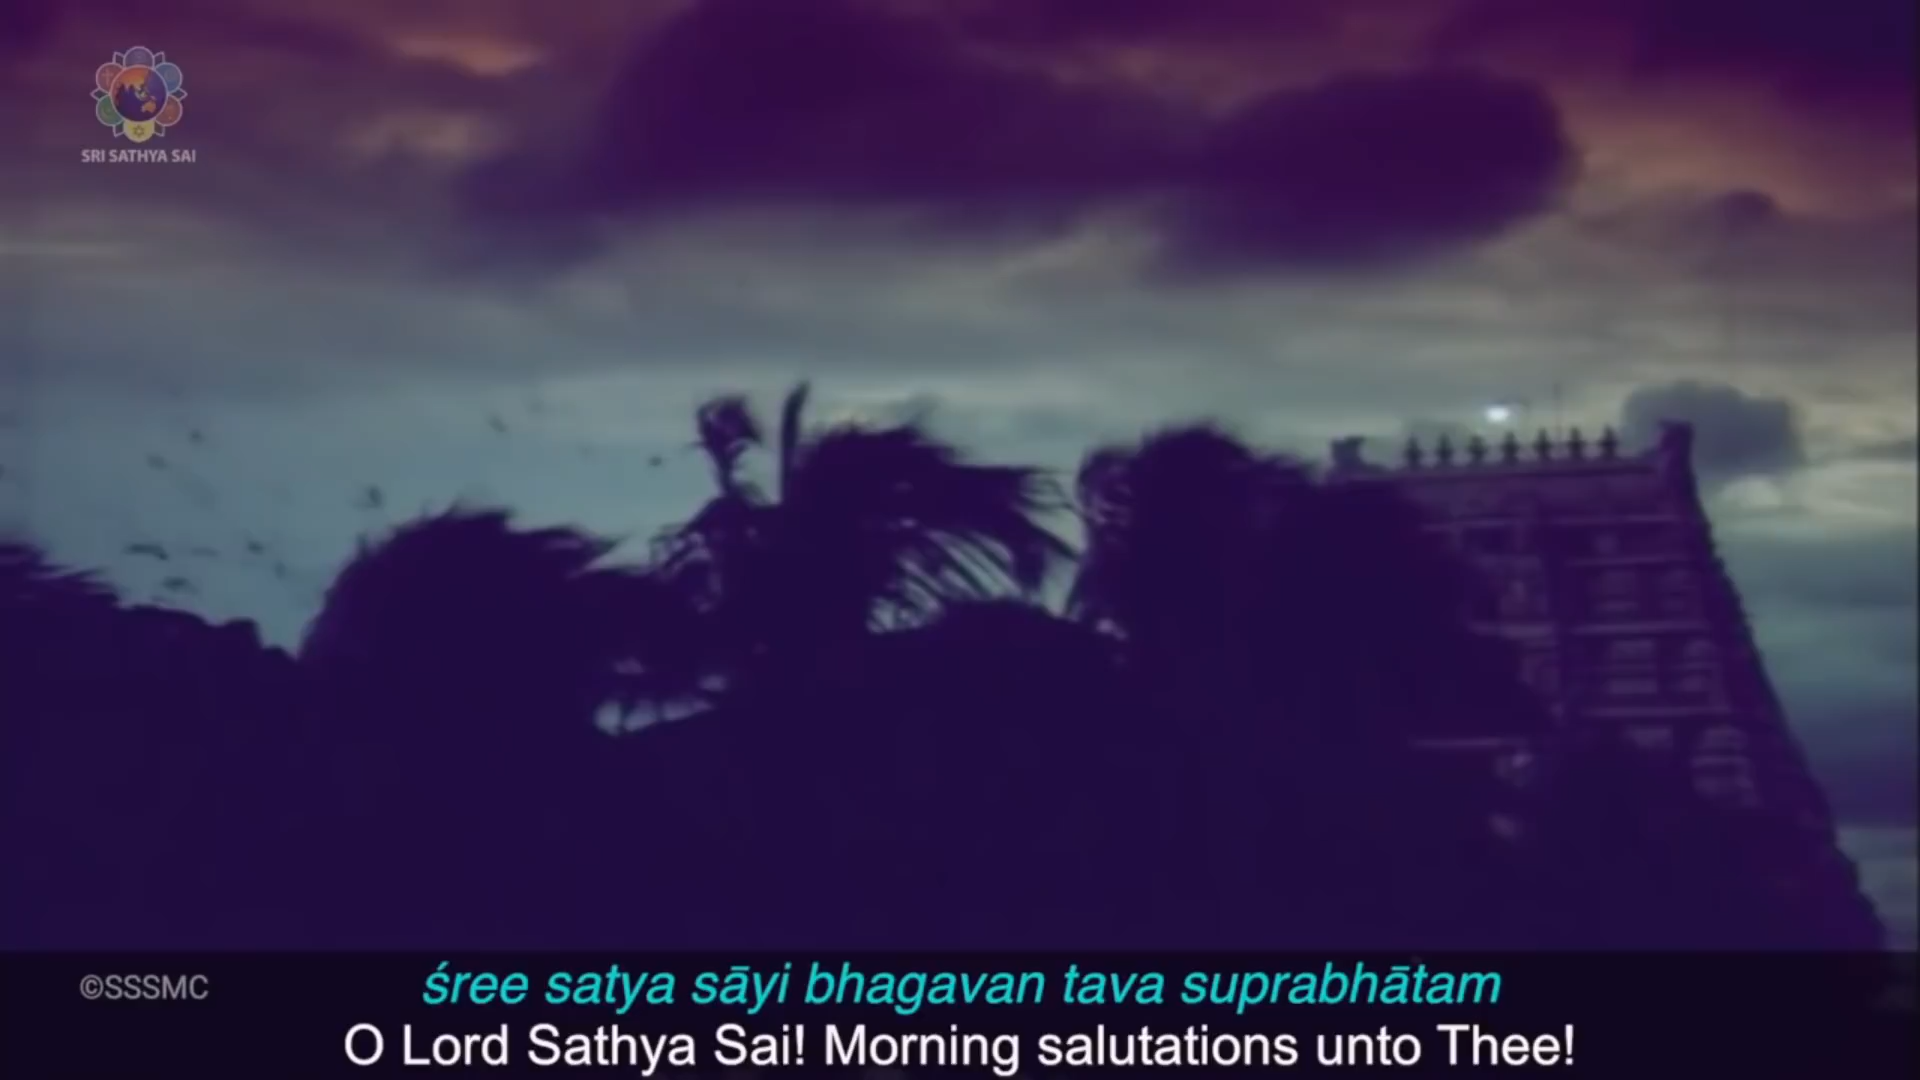 SRI SATHYA SAI
©SSSMC
śree satya sāyi bhagavan tava suprabhātam
O Lord Sathya Sai! Morning salutations unto Thee!